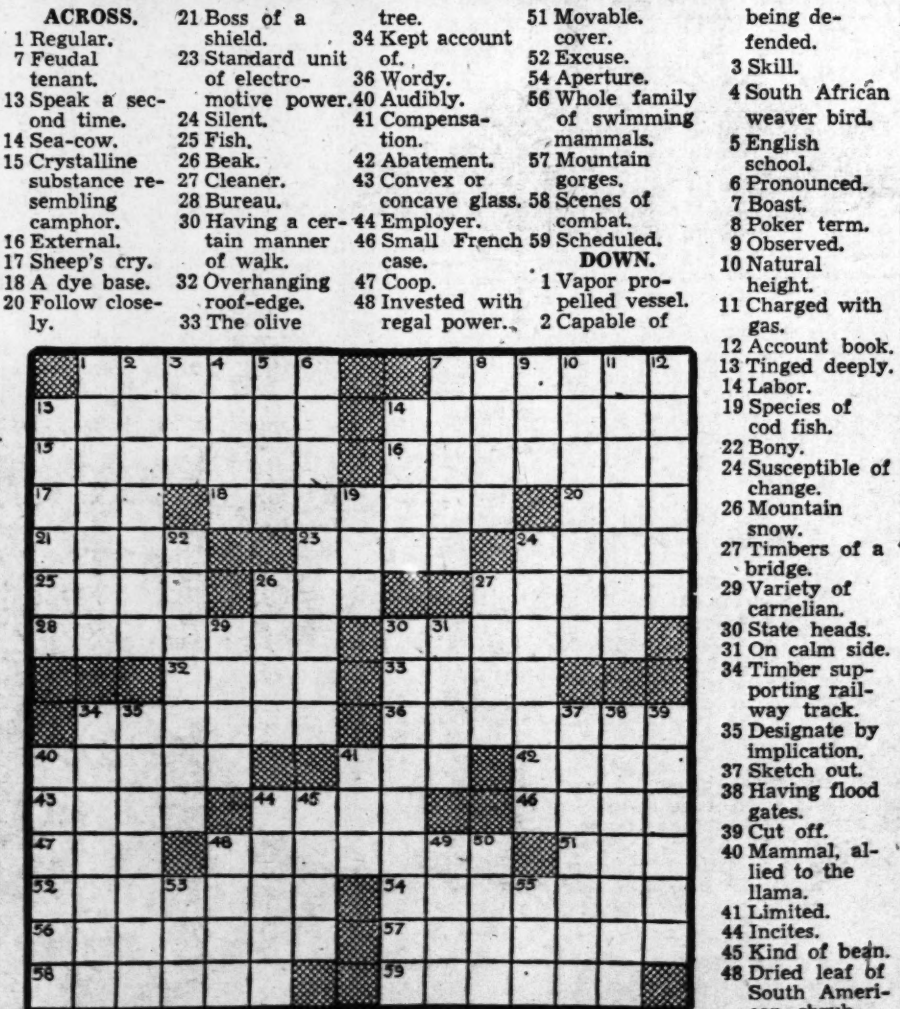 ACROSS.
1 Regular.
7 Feudal
tenant.
13 Speak a sec-
ond time.
14 Sea-cow.
15 Crystalline
substance re-
sembling
camphor.
16 External.
17 Sheep's cry.
18 A dye base.
20 Follow close-
ly.
21 Boss of a
shield.
23 Standard unit
of electro-
motive power.
24 Silent.
25 Fish.
26 Beak.
27 Cleaner.
28 Bureau.
30 Having a cer-
tain manner
of walk.
32 Overhanging
roof-edge.
33 The olive
tree.
34 Kept account
of.
36 Wordy.
40 Audibly.
41 Compensa-
tion.
42 Abatement.
43 Convex or
concave glass.
44 Employer.
46 Small French
case.
47 Coop.
48 Invested with
regal power.
51 Movable.
cover.
52 Excuse.
54 Aperture.
56 Whole family
of swimming
mammals.
57 Mountain
gorges.
58 Scenes of
combat.
59 Scheduled.
DOWN.
1 Vapor pro-
pelled vessel.
2 Capable of
being de-
fended.
3 Skill.
4 South African
weaver bird.
5 English
school.
6 Pronounced.
7 Boast.
8 Poker term.
9 Observed.
10 Natural
height.
11 Charged with
gas.
12 Account book.
13 Tinged deeply.
14 Labor.
19 Species of
cod fish.
22 Bony.
24 Susceptible of
change.
26 Mountain
snow.
27 Timbers of a
bridge.
29 Variety of
carnelian.
30 State heads.
31 On calm side.
34 Timber sup-
porting rail-
way track.
35 Designate by
implication.
37 Sketch out.
38 Having flood
gates.
39 Cut off.
40 Mammal, al-
lied to the
llama.
41 Limited.
44 Incites.
45 Kind of bean.
48 Dried leaf of
South Ameri-
1 2 3 4 5 6 7 8 9 10 11 12
13 14
15 16
17 18 19 20
21 22 23 24
25 26 27
28 29 30 31
32 33
34 35 36 37 38 39
40 41 42
43 44 45 46
47 48 49 50 51
52 53 54 55
56 57
58 59